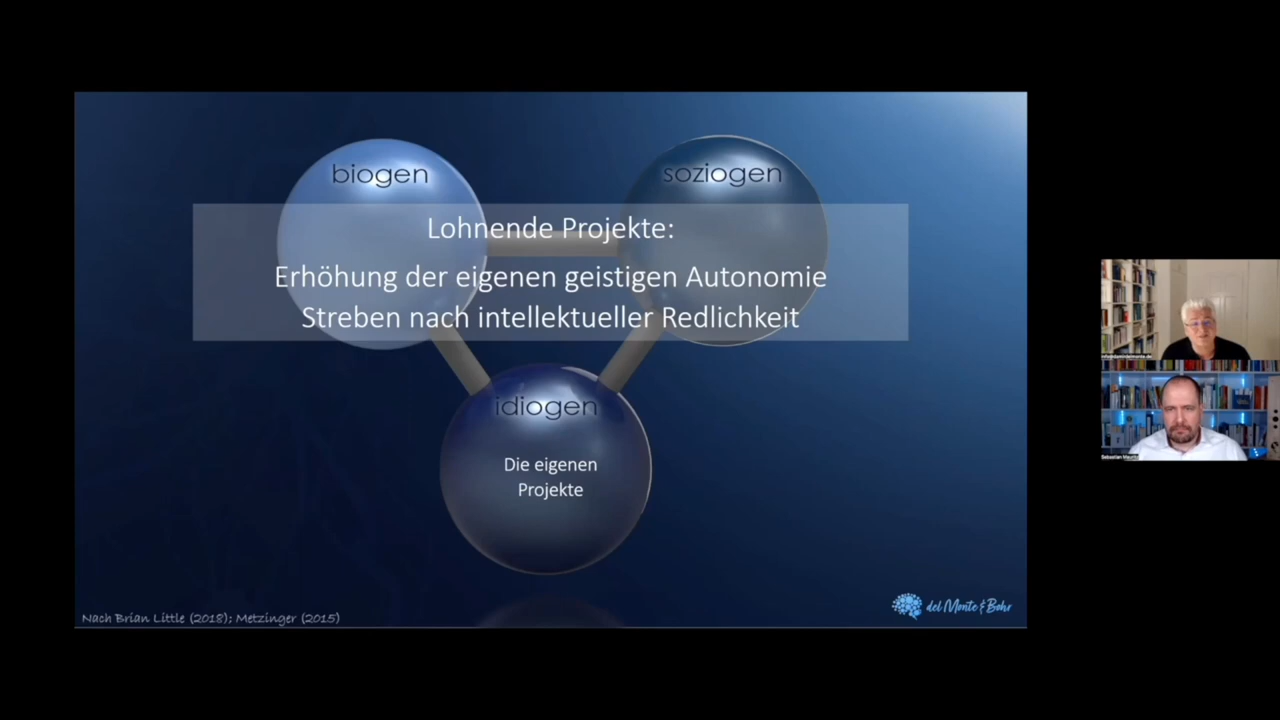 biogen
soziogen
Lohnende Projekte:
Erhöhung der eigenen geistigen Autonomie
Streben nach intellektueller Redlichkeit
idiogen
Die eigenen
Projekte
Nach Brian Little (2018); Metzinger (2015)
del Monte & Bohr